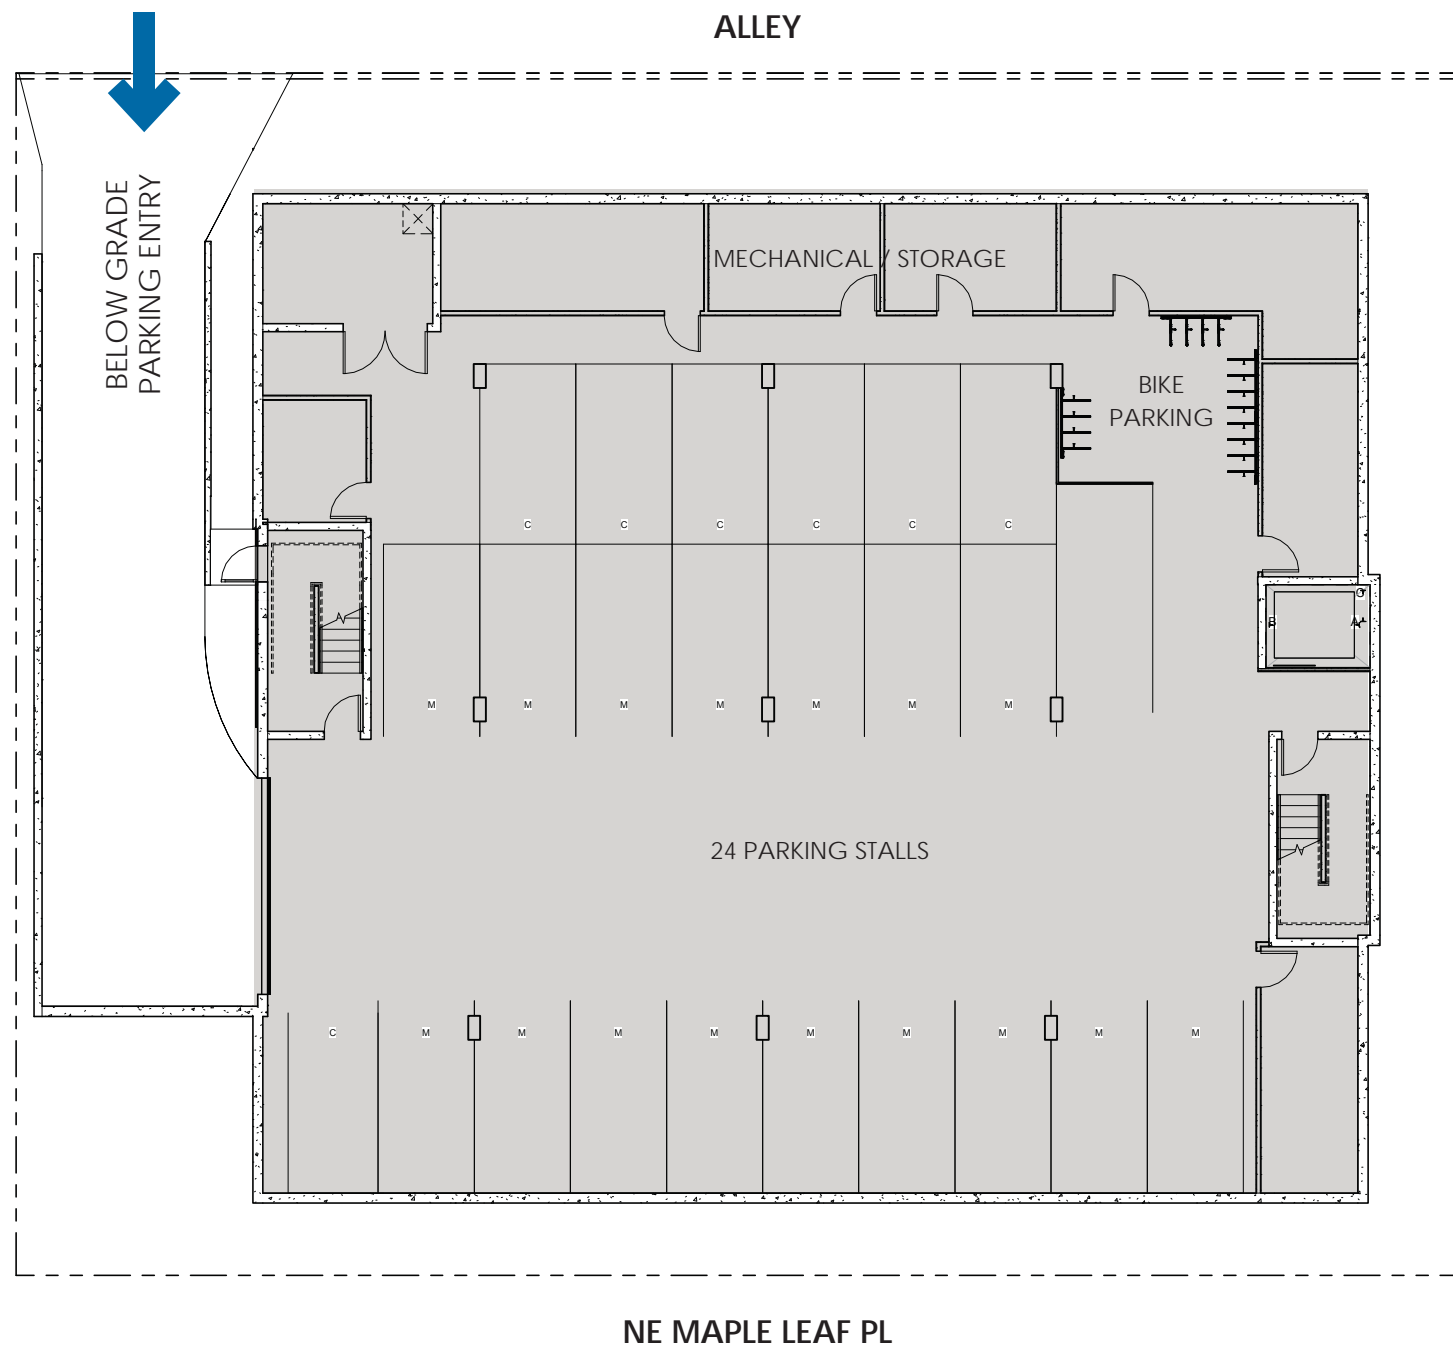 ALLEY
BELOW GRADE
PARKING ENTRY
MECHANICAL / STORAGE
BIKE
PARKING
C C C C C C
M M M M M M M
B A
24 PARKING STALLS
C M M M M M M M M M
NE MAPLE LEAF PL